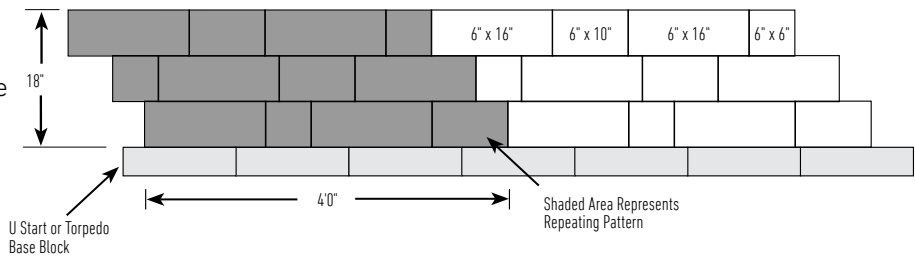 6" x 16" 6" x 10" 6" x 16" 6" x 6"
e
18"
4'0"
U Start or Torpedo
Base Block
Shaded Area Represents
Repeating Pattern